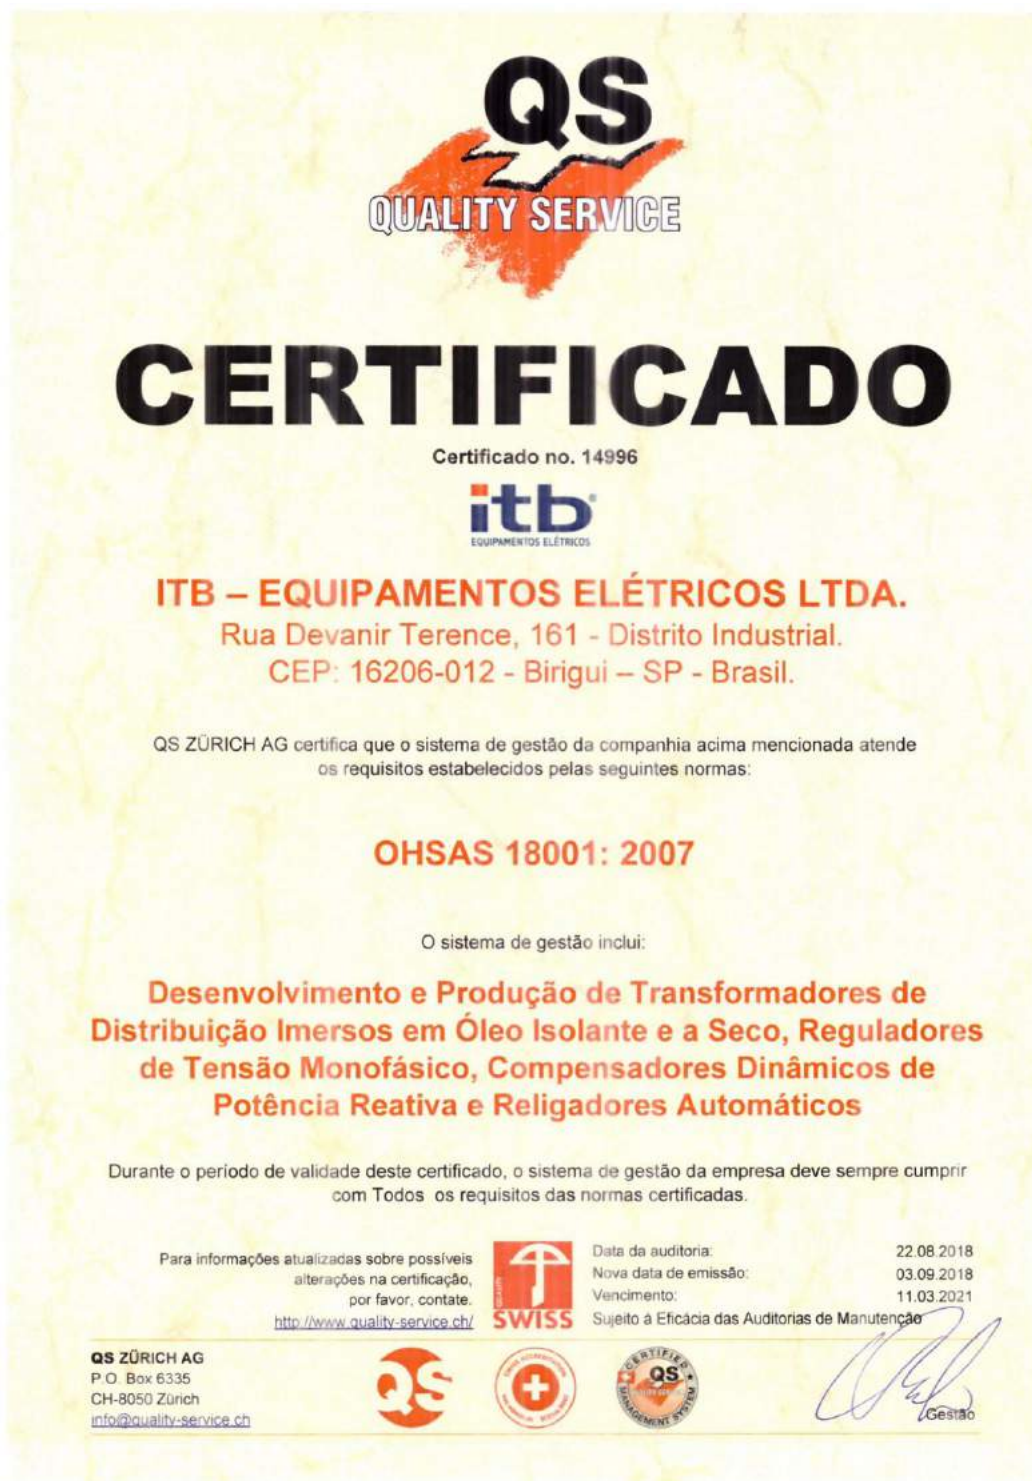 QS
QUALITY SERVICE
CERTIFICADO
Certificado no. 14996
itb®
EQUIPAMENTOS ELÉTRICOS
ITB – EQUIPAMENTOS ELÉTRICOS LTDA.
Rua Devanir Terence, 161 - Distrito Industrial.
CEP: 16206-012 - Birigui – SP - Brasil.
QS ZÜRICH AG certifica que o sistema de gestão da companhia acima mencionada atende
os requisitos estabelecidos pelas seguintes normas:
OHSAS 18001: 2007
O sistema de gestão inclui:
Desenvolvimento e Produção de Transformadores de
Distribuição Imersos em Óleo Isolante e a Seco, Reguladores
de Tensão Monofásico, Compensadores Dinâmicos de
Potência Reativa e Religadores Automáticos
Durante o período de validade deste certificado, o sistema de gestão da empresa deve sempre cumprir
com Todos os requisitos das normas certificadas.
Para informações atualizadas sobre possíveis
alterações na certificação,
por favor, contate.
http://www.quality-service.ch/
QUALITY
SWISS
Data da auditoria: 22.08.2018
Nova data de emissão: 03.09.2018
Vencimento: 11.03.2021
Sujeito á Eficácia das Auditorias de Manutenção
QS ZÜRICH AG
P.O. Box 6335
CH-8050 Zürich
info@quality-service.ch
QS
CERTIFIED
QS
QUALITY SERVICE
MANAGEMENT SYSTEM
Gestão